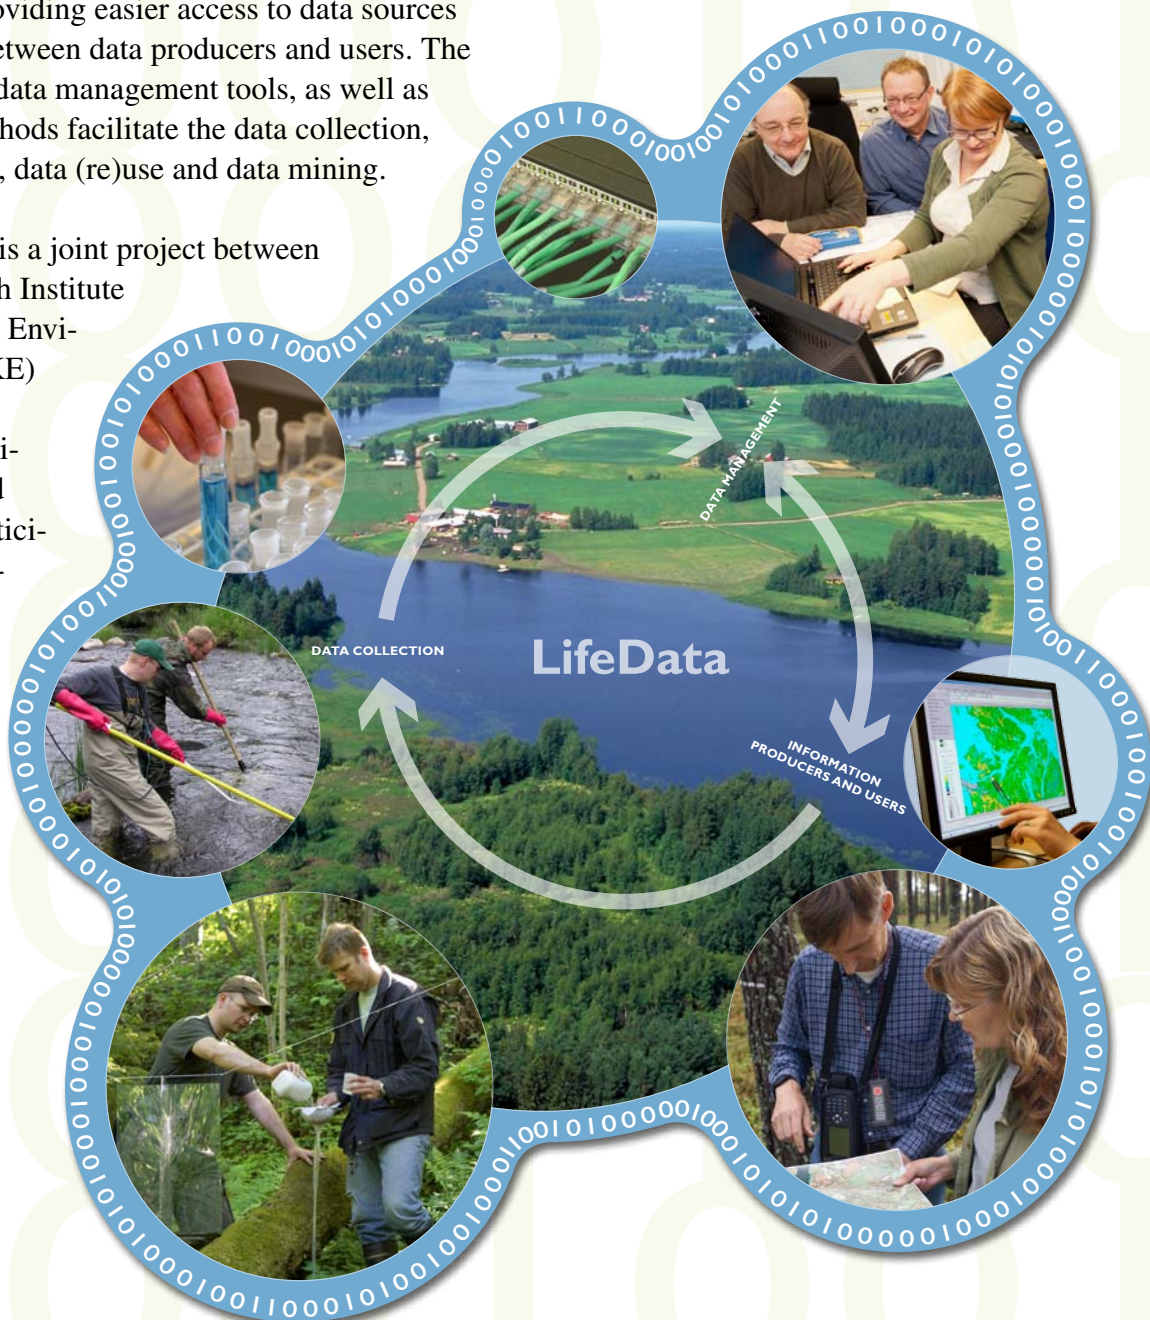 oviding easier access to data sources
etween data producers and users. The
data management tools, as well as
hods facilitate the data collection,
, data (re)use and data mining.
is a joint project between
h Institute
Envi-
KE)
i-
d
tici-
-
DATA MANAGEMENT
DATA COLLECTION
LifeData
INFORMATION
PRODUCERS AND USERS